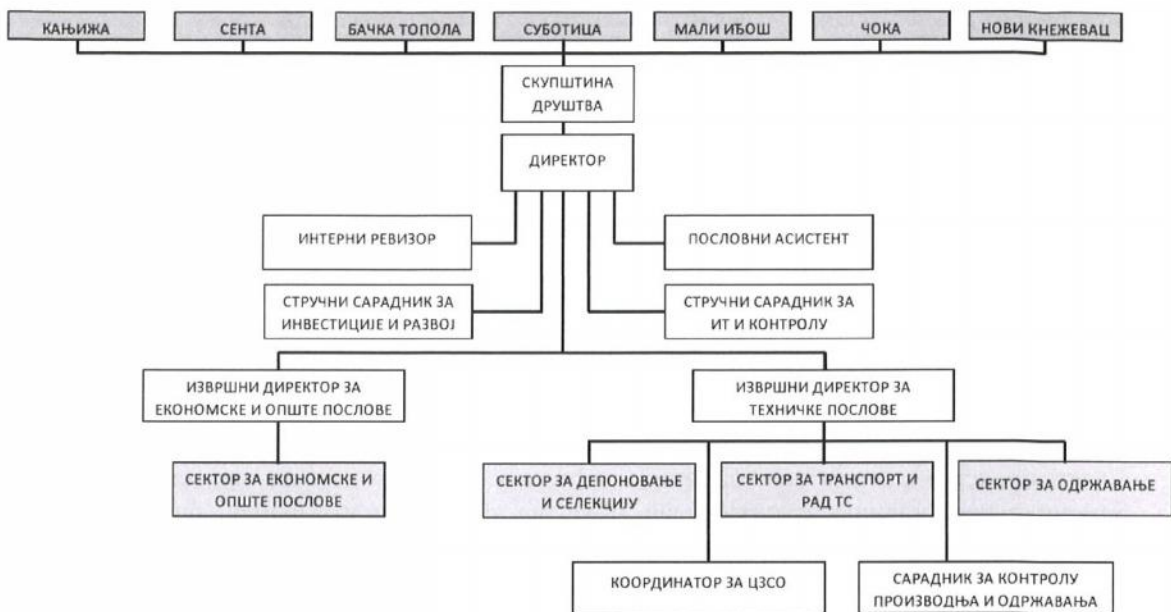 КАЊИЖА
СЕНТА
БАЧКА ТОПОЛА
СУБОТИЦА
МАЛИ ИЂОШ
ЧОКА
НОВИ КНЕЖЕВАЦ
СКУПШТИНА
ДРУШТВА
ДИРЕКТОР
ИНТЕРНИ РЕВИЗОР
ПОСЛОВНИ АСИСТЕНТ
СТРУЧНИ САРАДНИК ЗА
ИНВЕСТИЦИЈЕ И РАЗВОЈ
СТРУЧНИ САРАДНИК ЗА
ИТ И КОНТРОЛУ
ИЗВРШНИ ДИРЕКТОР ЗА
ЕКОНОМСКЕ И ОПШТЕ ПОСЛОВЕ
ИЗВРШНИ ДИРЕКТОР ЗА
ТЕХНИЧКЕ ПОСЛОВЕ
СЕКТОР ЗА ЕКОНОМСКЕ И
ОПШТЕ ПОСЛОВЕ
СЕКТОР ЗА ДЕПОНОВАЊЕ
И СЕЛЕКЦИЈУ
СЕКТОР ЗА ТРАНСПОРТ И
РАД ТС
СЕКТОР ЗА ОДРЖАВАЊЕ
КООРДИНАТОР ЗА ЦЗСО
САРАДНИК ЗА КОНТРОЛУ
ПРОИЗВОДЊА И ОДРЖАВАЊА